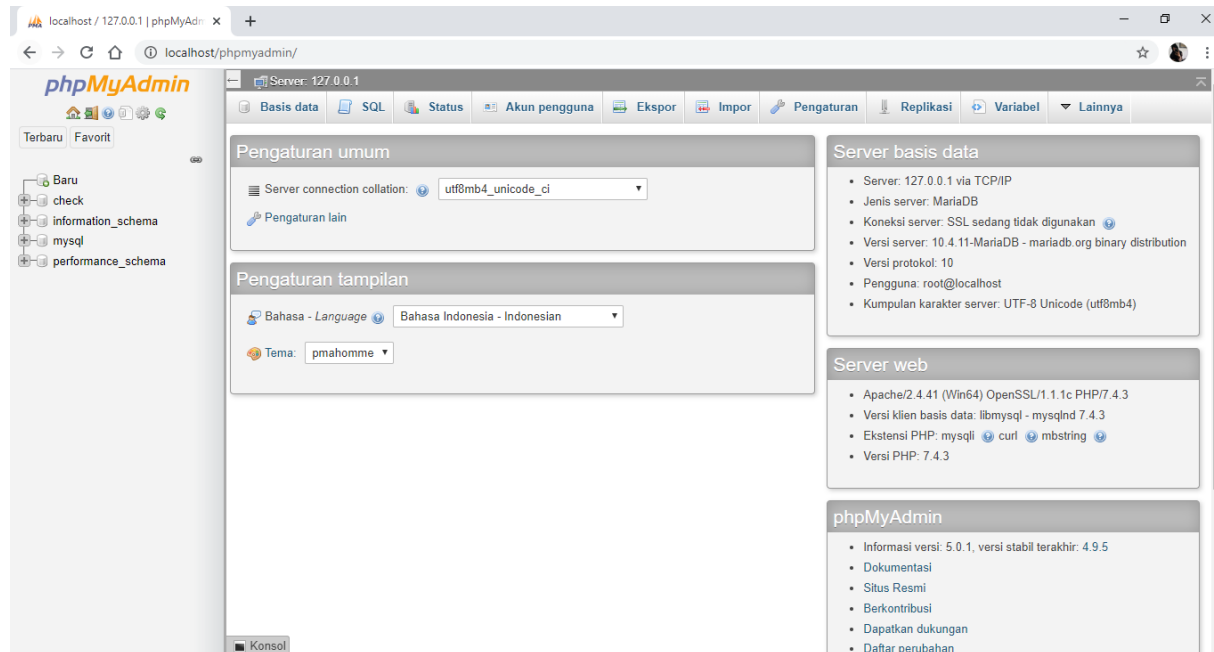 localhost / 127.0.0.1 | phpMyAdm
localhost/phpmyadmin/
phpMyAdmin
Terbaru Favorit
Baru
check
information_schema
mysql
performance_schema
Server: 127.0.0.1
Basis data SQL Status Akun pengguna Ekspor Impor Pengaturan Replikasi Variabel Lainnya
Pengaturan umum
Server connection collation: utf8mb4_unicode_ci
Pengaturan lain
Pengaturan tampilan
Bahasa - Language Bahasa Indonesia - Indonesian
Tema: pmahomme
Server basis data
Server: 127.0.0.1 via TCP/IP
Jenis server: MariaDB
Koneksi server: SSL sedang tidak digunakan
Versi server: 10.4.11-MariaDB - mariadb.org binary distribution
Versi protokol: 10
Pengguna: root@localhost
Kumpulan karakter server: UTF-8 Unicode (utf8mb4)
Server web
Apache/2.4.41 (Win64) OpenSSL/1.1.1c PHP/7.4.3
Versi klien basis data: libmysql - mysqlnd 7.4.3
Ekstensi PHP: mysqli curl mbstring
Versi PHP: 7.4.3
phpMyAdmin
Informasi versi: 5.0.1, versi stabil terakhir: 4.9.5
Dokumentasi
Situs Resmi
Berkontribusi
Dapatkan dukungan
Daftar perubahan
Konsol